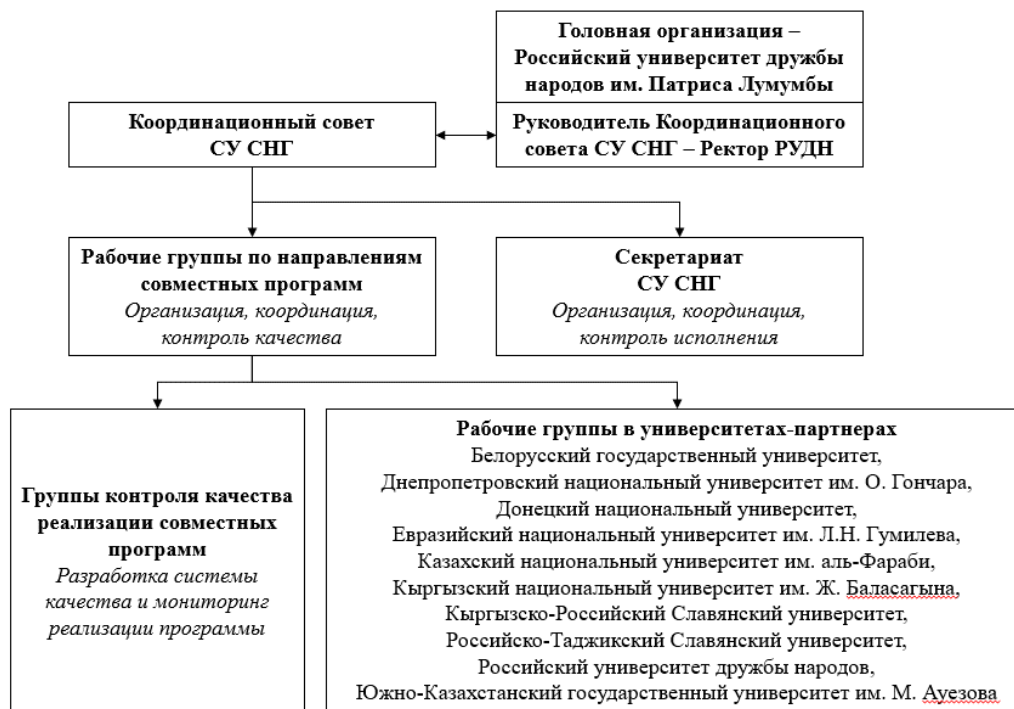 Головная организация –
Российский университет дружбы
народов им. Патриса Лумумбы
Координационный совет
СУ СНГ
Руководитель Координационного
совета СУ СНГ – Ректор РУДН
Рабочие группы по направлениям
совместных программ
Организация, координация,
контроль качества
Секретариат
СУ СНГ
Организация, координация,
контроль исполнения
Группы контроля качества
реализации совместных
программ
Разработка системы
качества и мониторинг
реализации программы
Рабочие группы в университетах-партнерах
Белорусский государственный университет,
Днепропетровский национальный университет им. О. Гончара,
Донецкий национальный университет,
Евразийский национальный университет им. Л.Н. Гумилева,
Казахский национальный университет им. аль-Фараби,
Кыргызский национальный университет им. Ж. Баласагына,
Кыргызско-Российский Славянский университет,
Российско-Таджикский Славянский университет,
Российский университет дружбы народов,
Южно-Казахстанский государственный университет им. М. Ауезова